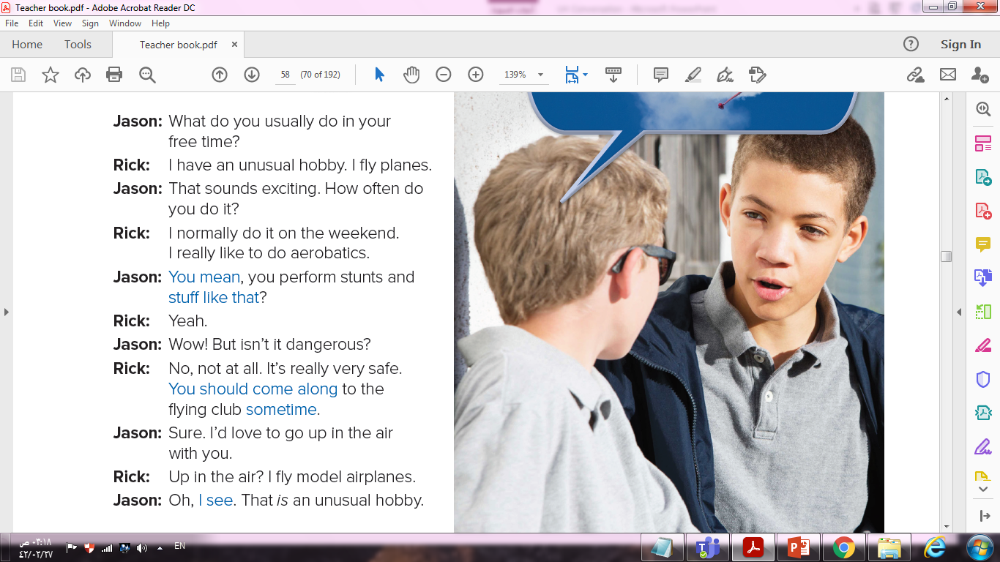 Teacher book.pdf - Adobe Acrobat Reader DC
File Edit View Sign Window Help
Home Tools Teacher book.pdf × ? Sign In
58 (70 of 192) 139%
Jason: What do you usually do in your
free time?
Rick: I have an unusual hobby. I fly planes.
Jason: That sounds exciting. How often do
you do it?
Rick: I normally do it on the weekend.
I really like to do aerobatics.
Jason: You mean, you perform stunts and
stuff like that?
Rick: Yeah.
Jason: Wow! But isn’t it dangerous?
Rick: No, not at all. It’s really very safe.
You should come along to the
flying club sometime.
Jason: Sure. I’d love to go up in the air
with you.
Rick: Up in the air? I fly model airplanes.
Jason: Oh, I see. That is an unusual hobby.
EN
٠٣:١٨ ص
٤٢/٠٢/٢٧